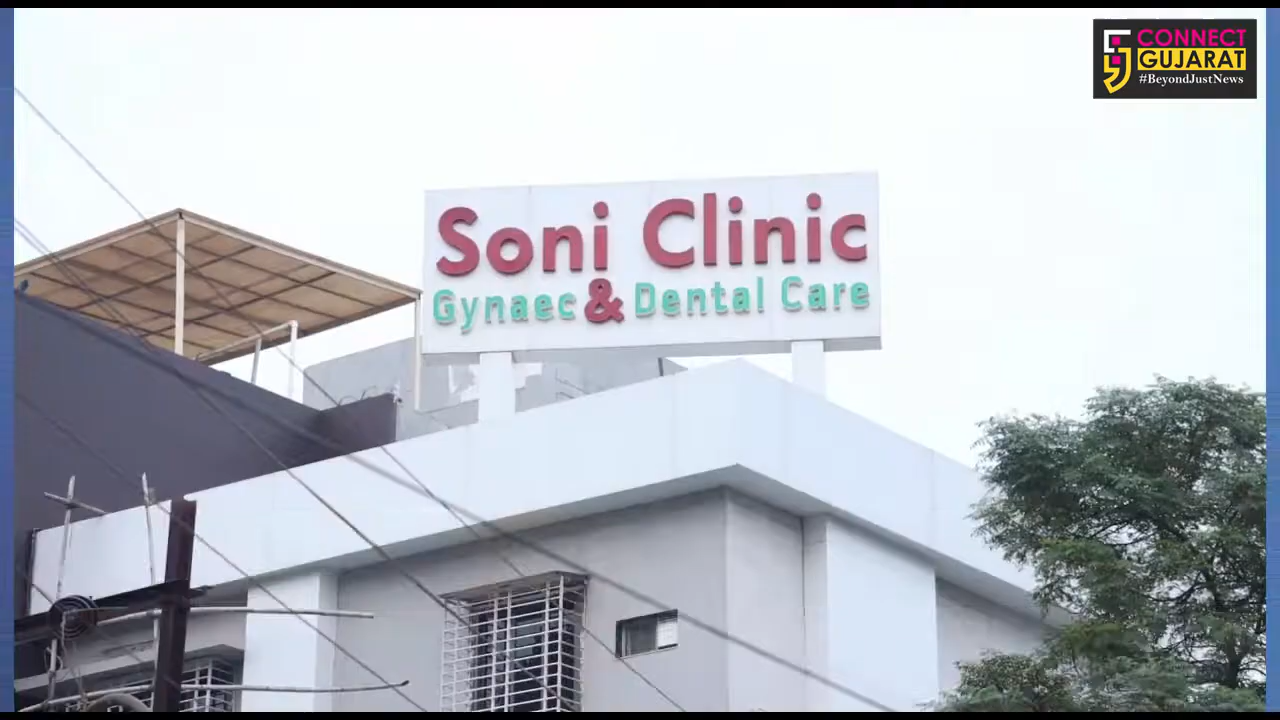 CONNECT
GUJARAT
#BeyondJustNews
Soni Clinic
Gynaec & Dental Care